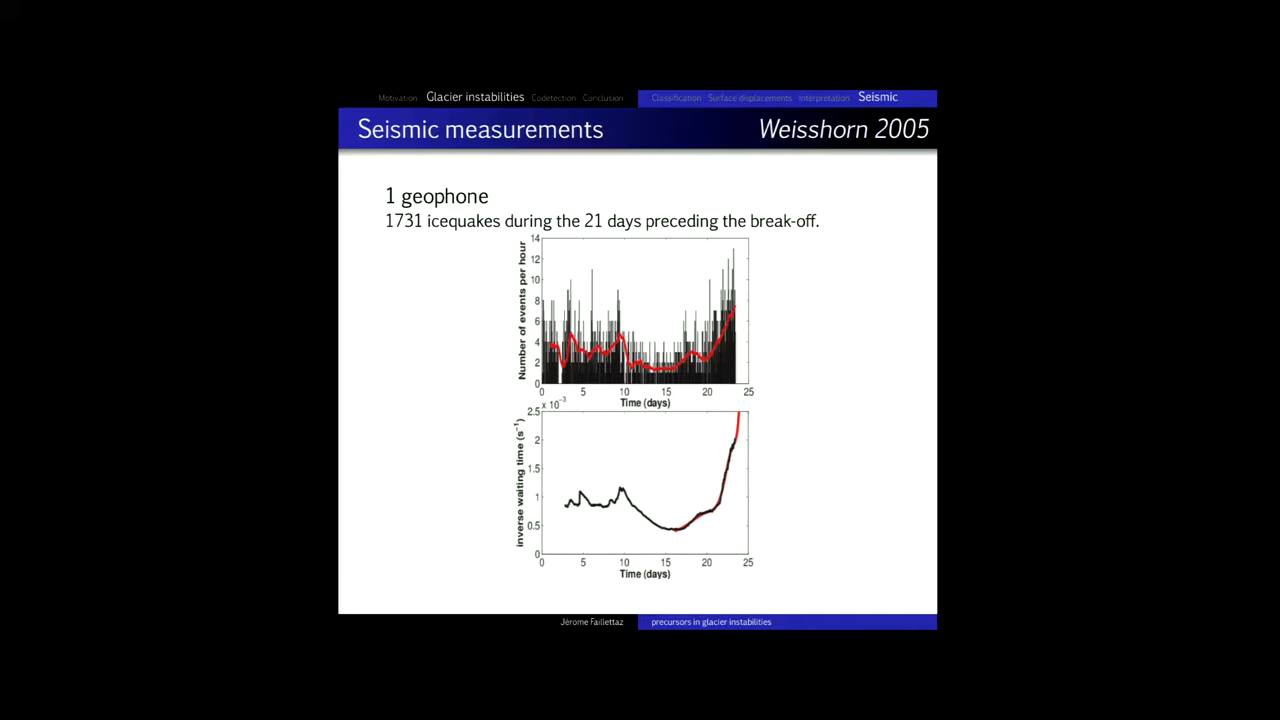 Motivation Glacier instabilities Codetection Conclusion Classification Surface displacements Interpretation Seismic
Seismic measurements Weisshorn 2005
1 geophone
1731 icequakes during the 21 days preceding the break-off.
Number of events per hour
14
12
10
8
6
4
2
0
0 5 10 15 20 25
Time (days)
x 10⁻³
inverse waiting time (s⁻¹)
2.5
2
1.5
1
0.5
0
0 5 10 15 20 25
Time (days)
Jérome Faillettaz precursors in glacier instabilities